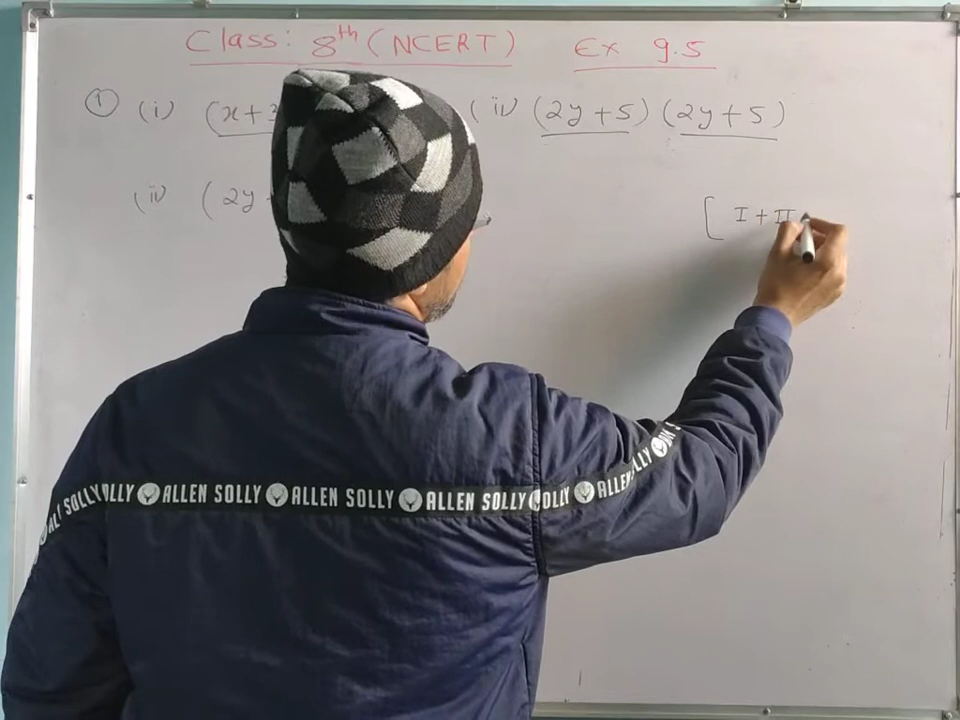 Class: 8th (NCERT) Ex 9.5
① (i) (x+3 (ii) (2y+5) (2y+5)
(ii) (2y
[ I + II
ALLEN SOLLY ALLEN SOLLY ALLEN SOLLY ALLEN SOLLY